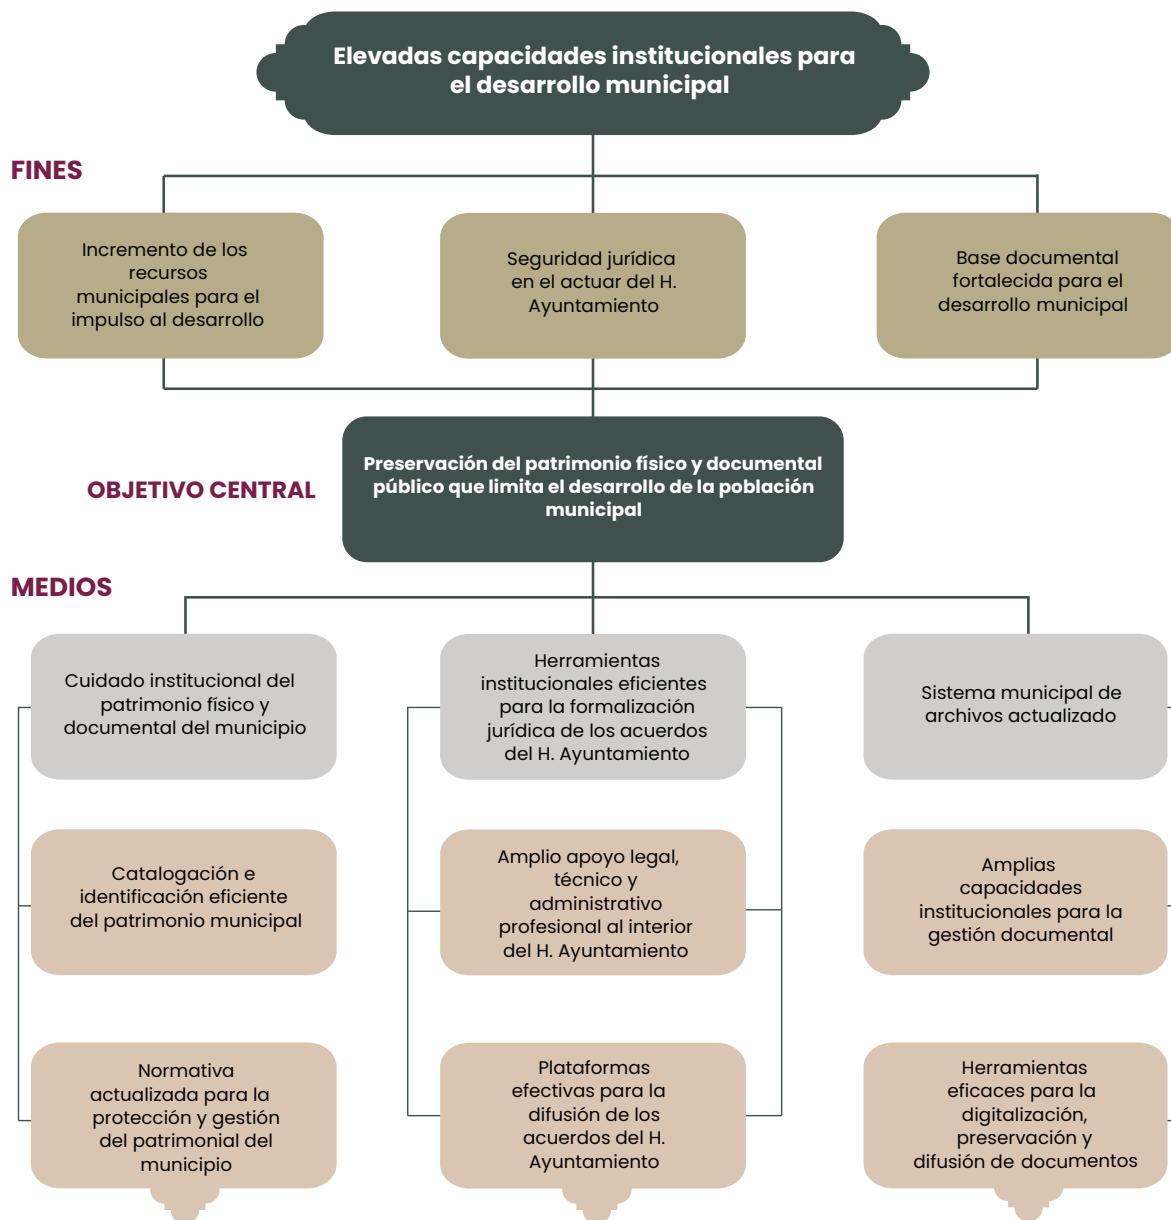 Elevadas capacidades institucionales para
el desarrollo municipal
FINES
Incremento de los
recursos
municipales para el
impulso al desarrollo
Seguridad jurídica
en el actuar del H.
Ayuntamiento
Base documental
fortalecida para el
desarrollo municipal
OBJETIVO CENTRAL
Preservación del patrimonio físico y documental
público que limita el desarrollo de la población
municipal
MEDIOS
Cuidado institucional del
patrimonio físico y
documental del municipio
Herramientas
institucionales eficientes
para la formalización
jurídica de los acuerdos
del H. Ayuntamiento
Sistema municipal de
archivos actualizado
Catalogación e
identificación eficiente
del patrimonio municipal
Amplio apoyo legal,
técnico y
administrativo
profesional al interior
del H. Ayuntamiento
Amplias
capacidades
institucionales para la
gestión documental
Normativa
actualizada para la
protección y gestión
del patrimonial del
municipio
Plataformas
efectivas para la
difusión de los
acuerdos del H.
Ayuntamiento
Herramientas
eficaces para la
digitalización,
preservación y
difusión de documentos